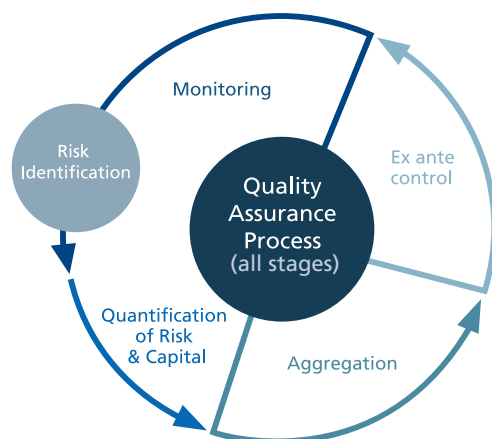 Monitoring
Risk
Identification
Ex ante
control
Quality
Assurance
Process
(all stages)
Quantification
of Risk
& Capital
Aggregation